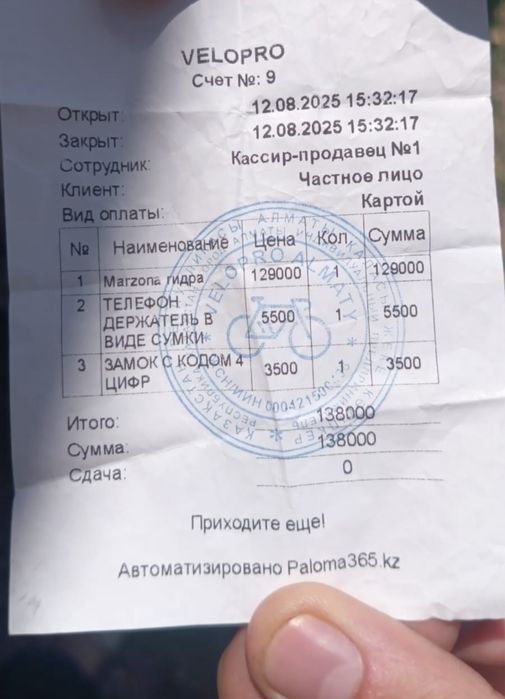 VELOPRO
Счет №: 9
Открыт: 12.08.2025 15:32:17
Закрыт: 12.08.2025 15:32:17
Сотрудник: Кассир-продавец №1
Клиент: Частное лицо
Вид оплаты: Картой
№ Наименование Цена Кол. Сумма
1 Marzona гидра 129000 1 129000
2 ТЕЛЕФОН ДЕРЖАТЕЛЬ В ВИДЕ СУМКИ 5500 1 5500
3 ЗАМОК С КОДОМ 4 ЦИФР 3500 1 3500
Итого: 138000
Сумма: 138000
Сдача: 0
Приходите еще!
Автоматизировано Paloma365.kz
VELOPRO ALMATY